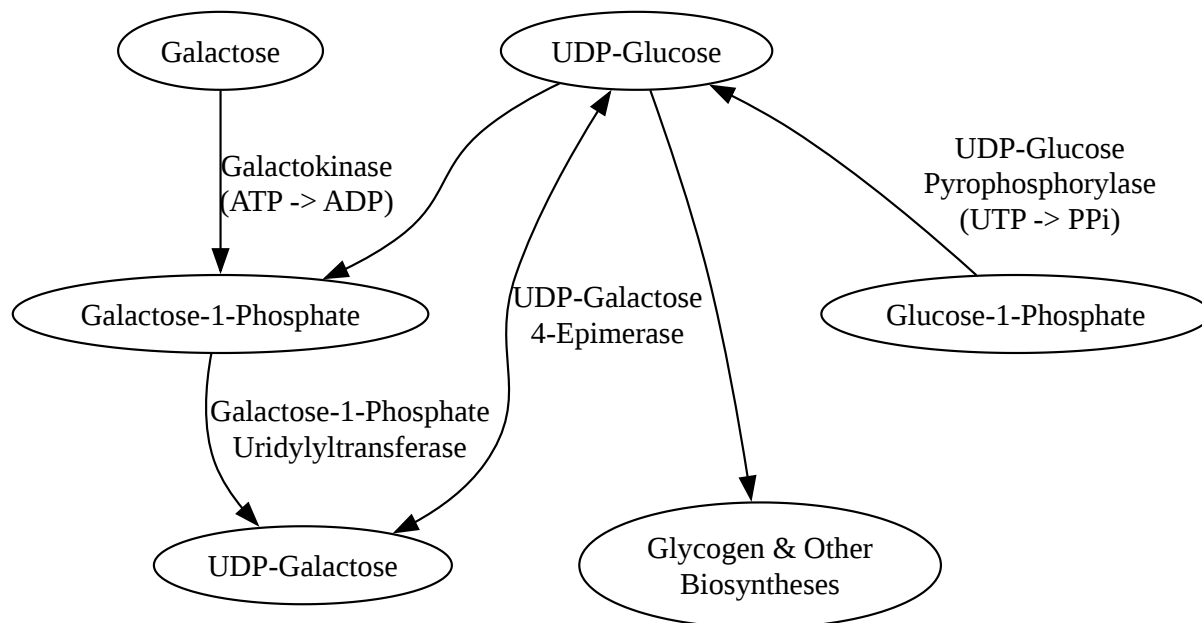 Galactose
UDP-Glucose
Galactokinase
(ATP -> ADP)
UDP-Glucose
Pyrophosphorylase
(UTP -> PPi)
Galactose-1-Phosphate
UDP-Galactose
4-Epimerase
Glucose-1-Phosphate
Galactose-1-Phosphate
Uridylyltransferase
UDP-Galactose
Glycogen & Other
Biosyntheses